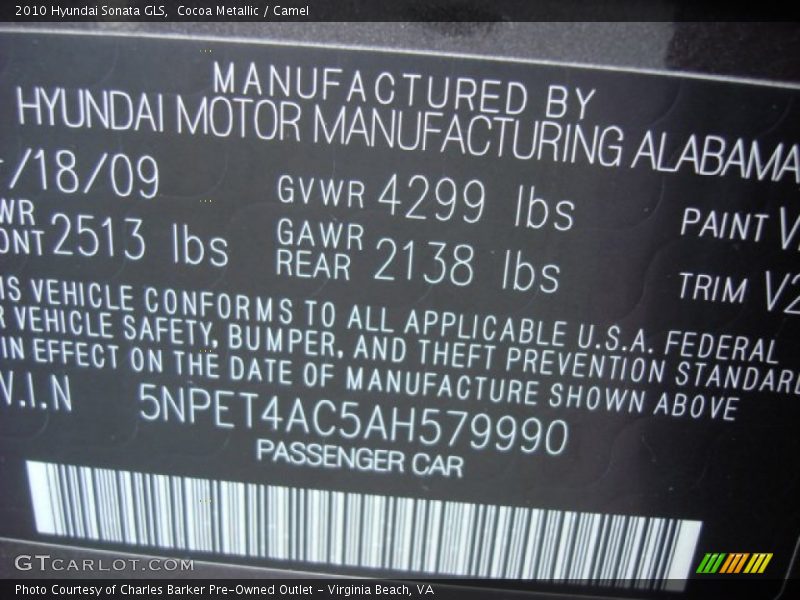 2010 Hyundai Sonata GLS, Cocoa Metallic / Camel
MANUFACTURED BY
HYUNDAI MOTOR MANUFACTURING ALABAMA
/18/09
GVWR 4299 lbs
PAINT
WR
ONT 2513 lbs
GAWR
REAR 2138 lbs
TRIM V2
IS VEHICLE CONFORMS TO ALL APPLICABLE U.S.A. FEDERAL
R VEHICLE SAFETY, BUMPER, AND THEFT PREVENTION STANDARD
IN EFFECT ON THE DATE OF MANUFACTURE SHOWN ABOVE
V.I.N 5NPET4AC5AH579990
PASSENGER CAR
GTCARLOT.COM
Photo Courtesy of Charles Barker Pre-Owned Outlet - Virginia Beach, VA